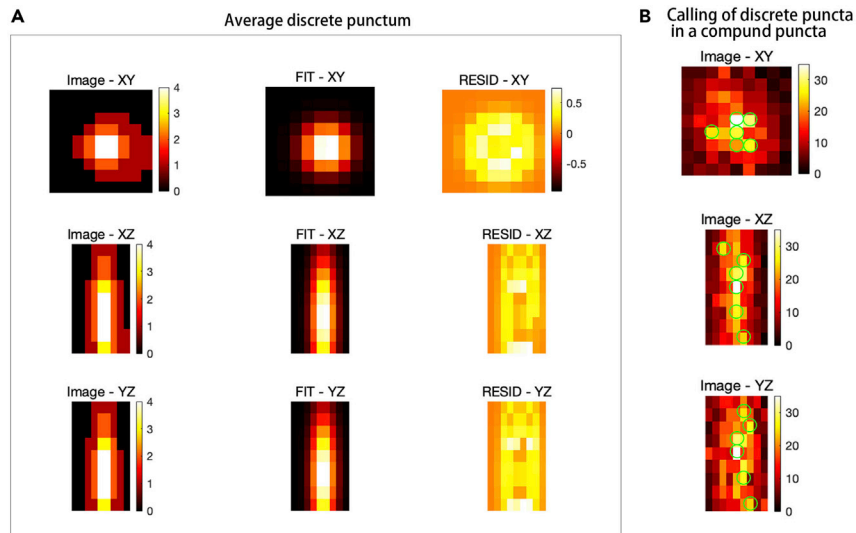 A
Average discrete punctum
B
Calling of discrete puncta
in a compund puncta
Image - XY
4
3
2
1
0
FIT - XY
RESID - XY
0.5
0
-0.5
Image - XY
30
20
10
0
Image - XZ
4
3
2
1
0
FIT - XZ
RESID - XZ
Image - XZ
30
20
10
0
Image - YZ
4
3
2
1
0
FIT - YZ
RESID - YZ
Image - YZ
30
20
10
0